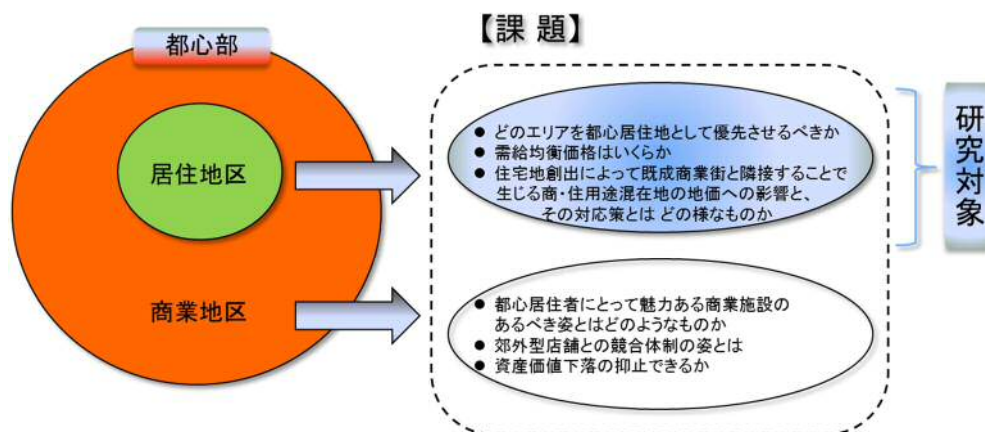 【課 題】
都心部
居住地区
商業地区
● どのエリアを都心居住地として優先させるべきか
● 需給均衡価格はいくらか
● 住宅地創出によって既成商業街と隣接することで
生じる商・住用途混在地の地価への影響と、
その対応策とは どの様なものか
● 都心居住者にとって魅力ある商業施設の
あるべき姿とはどのようなものか
● 郊外型店舗との競合体制の姿とは
● 資産価値下落の抑止できるか
研究対象